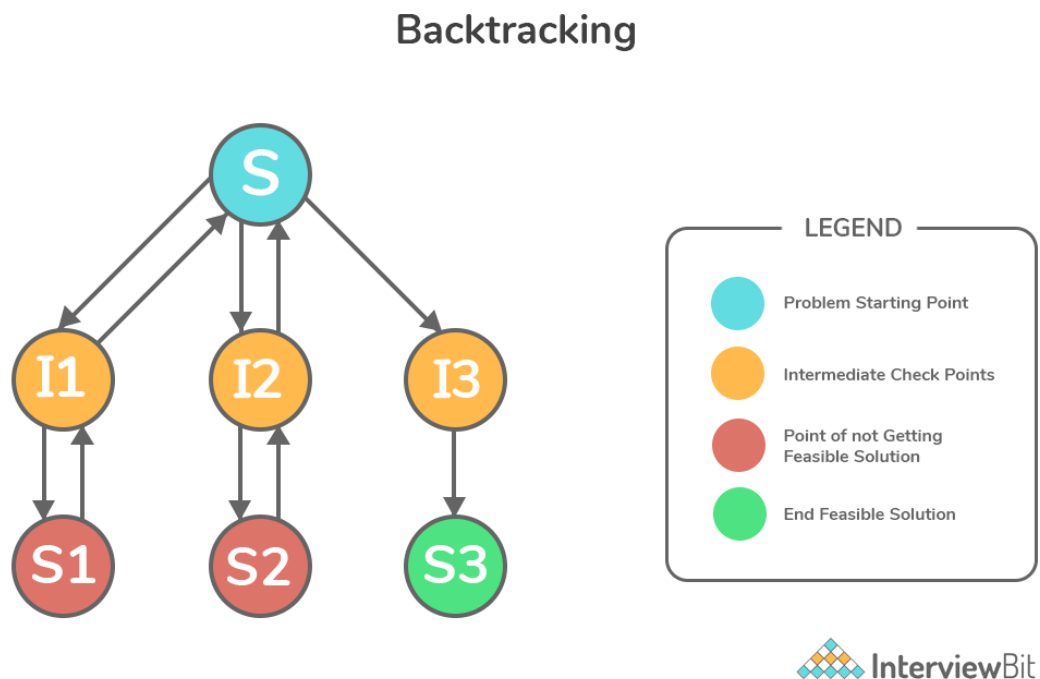 Backtracking
S
I1
I2
I3
S1
S2
S3
LEGEND
Problem Starting Point
Intermediate Check Points
Point of not Getting
Feasible Solution
End Feasible Solution
InterviewBit